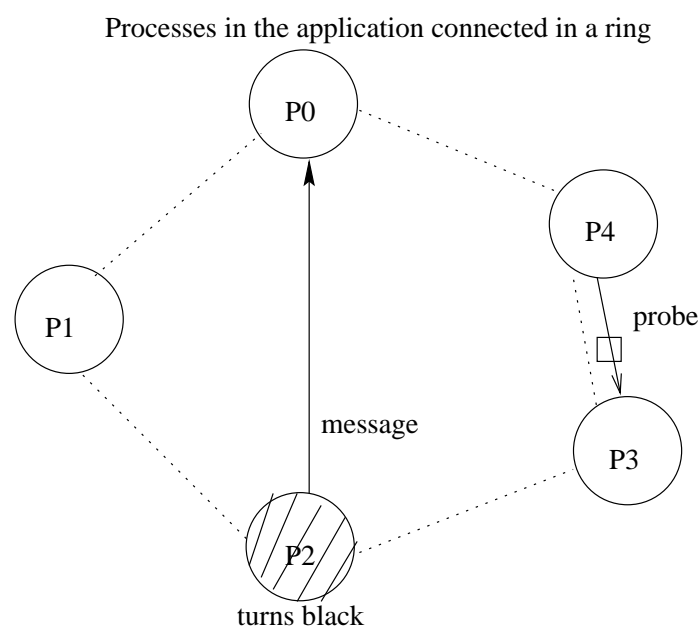 Processes in the application connected in a ring
P0
P4
probe
P1
message
P3
P2
turns black